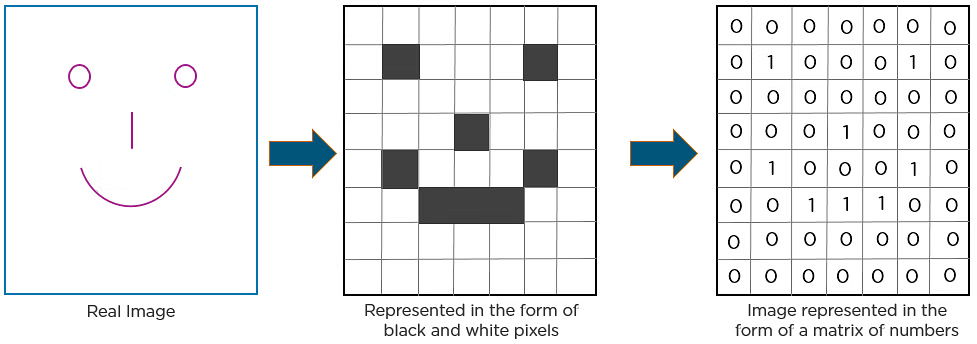 0 0 0 0 0 0 0
0 1 0 0 0 1 0
0 0 0 0 0 0 0
0 0 0 1 0 0 0
0 1 0 0 0 1 0
0 0 1 1 1 0 0
0 0 0 0 0 0 0
0 0 0 0 0 0 0
Real Image
Represented in the form of
black and white pixels
Image represented in the
form of a matrix of numbers